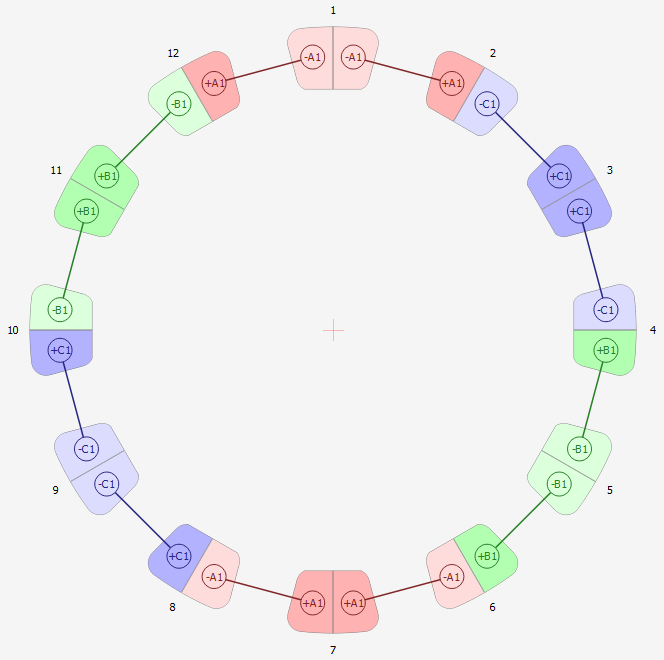 1
-A1 -A1
12 2
+A1 +A1
-B1 -C1
11 3
+B1 +C1
+B1 +C1
-B1 -C1
10 4
+C1 +B1
-C1 -B1
-C1 -B1
9 5
+C1 +B1
-A1 -A1
8 6
+A1 +A1
7